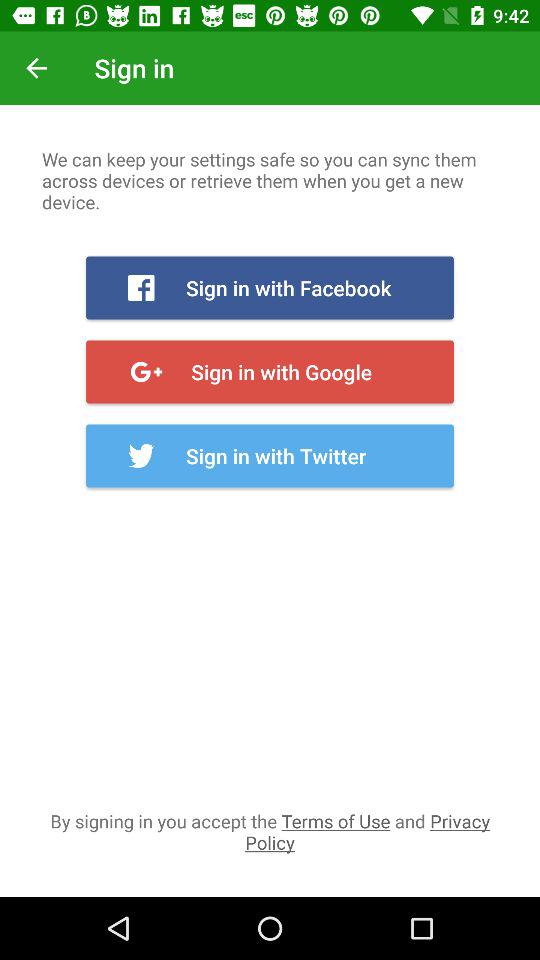 esc
9:42
Sign in
We can keep your settings safe so you can sync them
across devices or retrieve them when you get a new
device.
Sign in with Facebook
G+ Sign in with Google
Sign in with Twitter
By signing in you accept the Terms of Use and Privacy
Policy